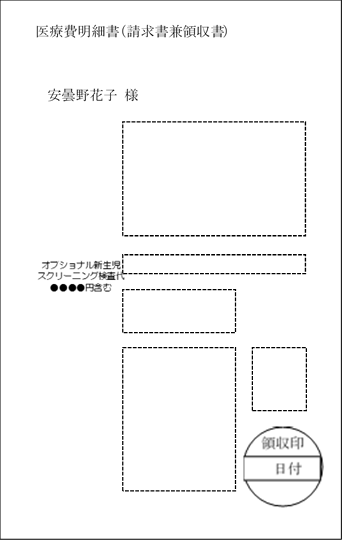 医療費明細書(請求書兼領収書)
安曇野花子 様
オプショナル新生児
スクリーニング検査代
●●●●円含む
領収印
日付